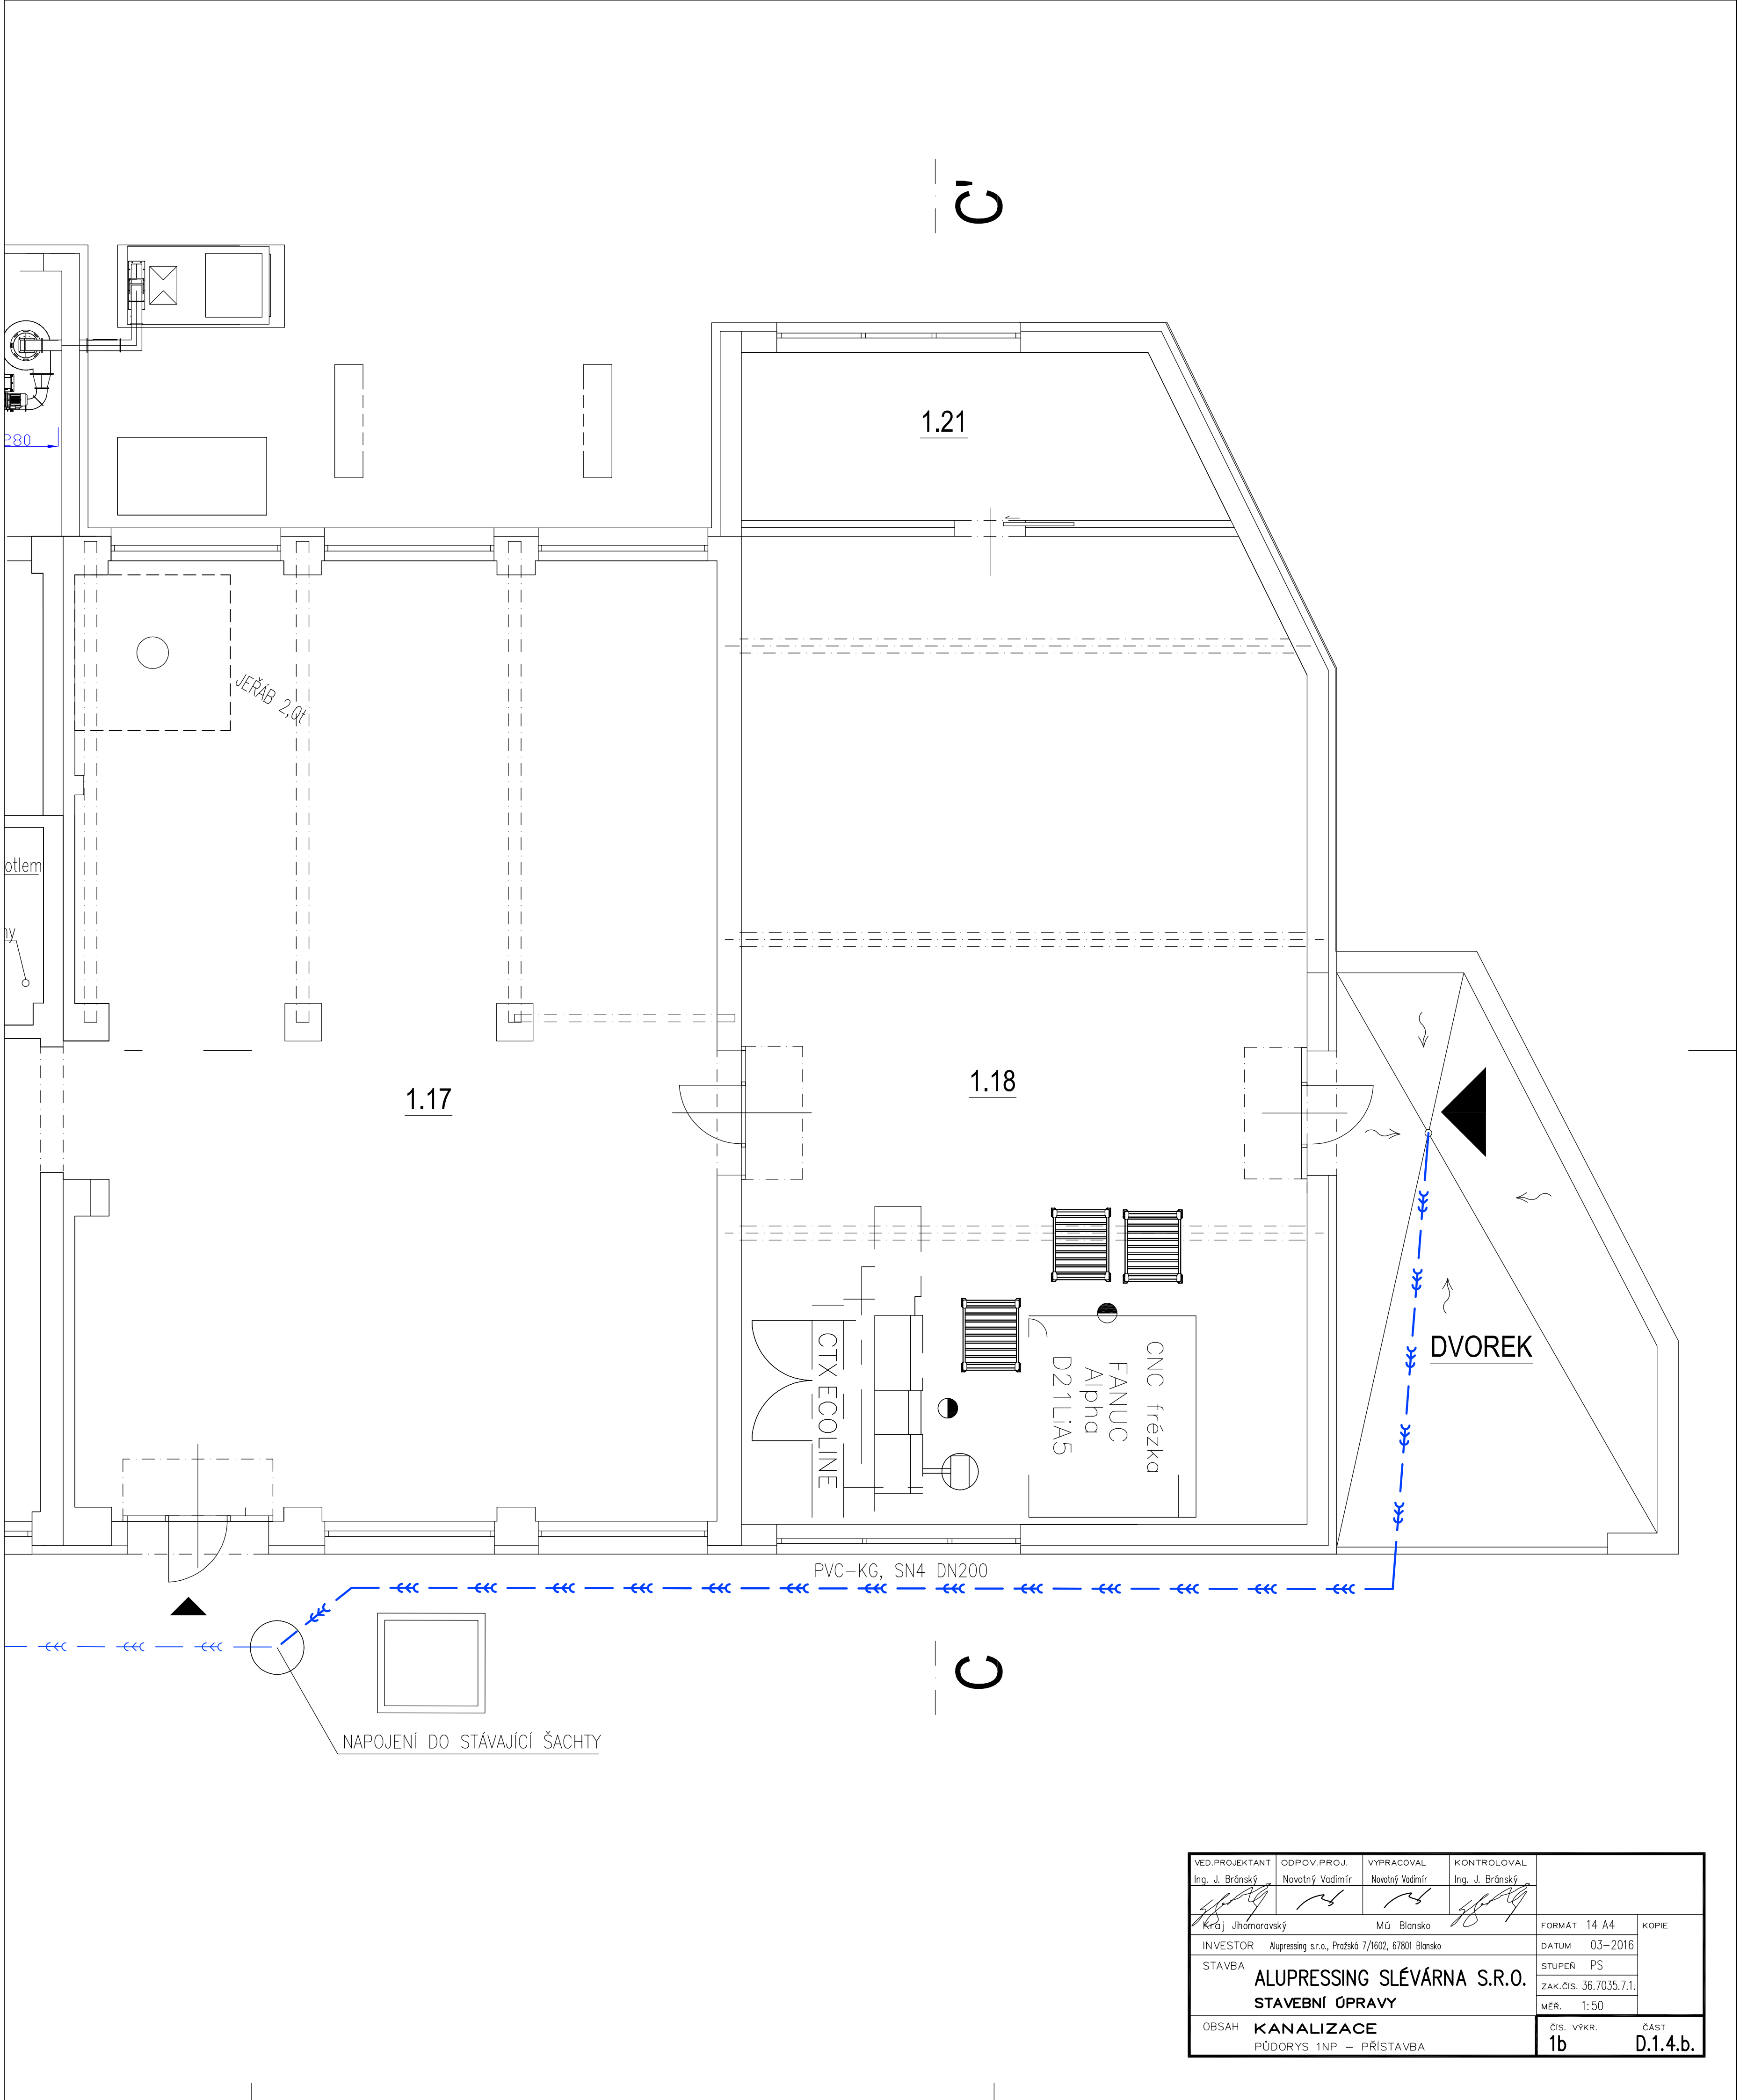 C'
280
1.21
JEŘÁB 2,0t
otlem
ny
1.17
1.18
CTX ECOLINE
CNC frézka
FANUC
Alpha
D21LiA5
DVOREK
PVC-KG, SN4 DN200
C
NAPOJENÍ DO STÁVAJÍCÍ ŠACHTY
VED.PROJEKTANT ODPOV.PROJ. VYPRACOVAL KONTROLOVAL
Ing. J. Bránský Novotný Vadimír Novotný Vadimír Ing. J. Bránský
Kraj Jihomoravský MÚ Blansko FORMÁT 14 A4 KOPIE
INVESTOR Alupressing s.r.o., Pražská 7/1602, 67801 Blansko DATUM 03-2016
STAVBA ALUPRESSING SLÉVÁRNA S.R.O. STUPEŇ PS
ZAK.ČÍS. 36.7035.7.1.
STAVEBNÍ ÚPRAVY MĚŘ. 1:50
OBSAH KANALIZACE ČÍS. VÝKR. ČÁST
PŮDORYS 1NP - PŘÍSTAVBA 1b D.1.4.b.